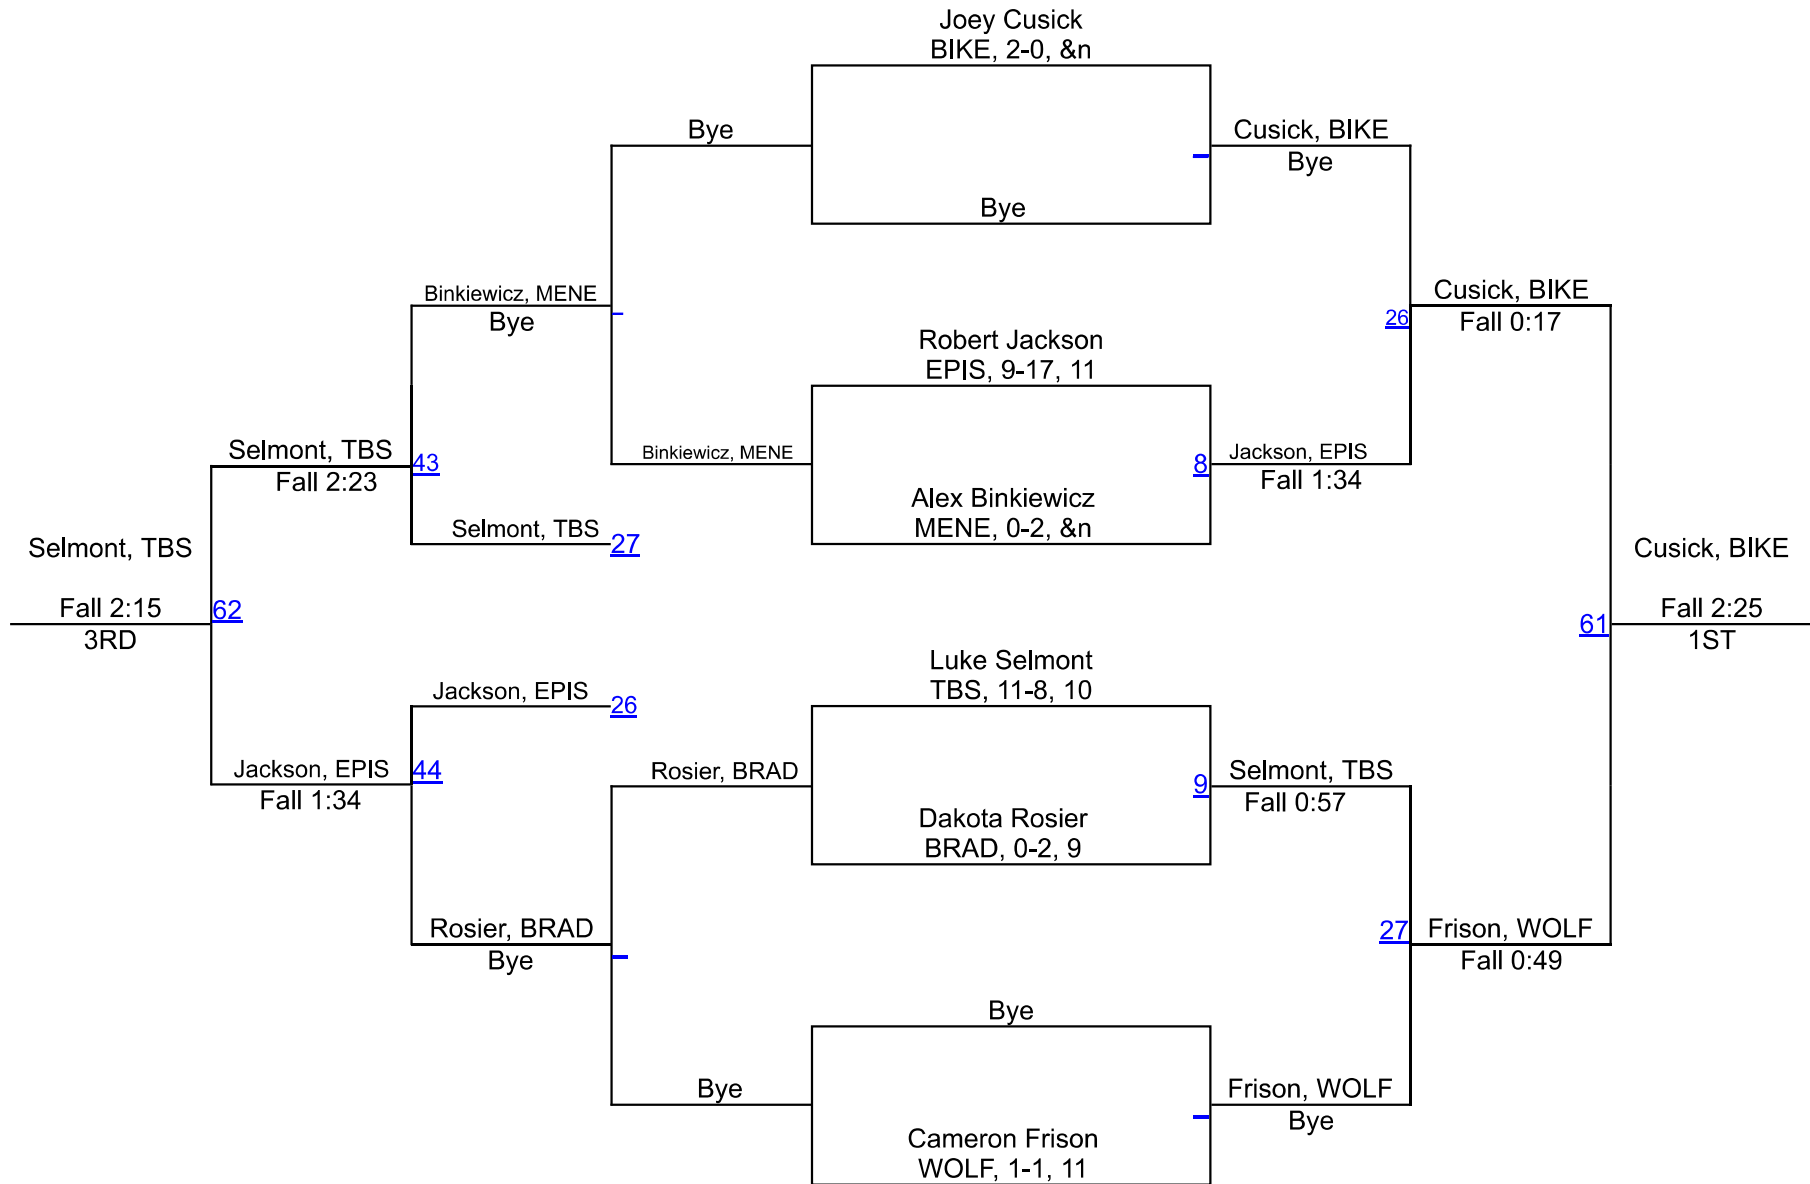 Joey Cusick
BIKE, 2-0, &n
Bye
Cusick, BIKE
Bye
Bye
Binkiewicz, MENE
Bye
Cusick, BIKE
26
Fall 0:17
Robert Jackson
EPIS, 9-17, 11
Selmont, TBS
43
Fall 2:23
Binkiewicz, MENE
8
Jackson, EPIS
Fall 1:34
Alex Binkiewicz
MENE, 0-2, &n
Selmont, TBS
27
Selmont, TBS
Cusick, BIKE
Fall 2:15
62
3RD
61
Fall 2:25
1ST
Luke Selmont
TBS, 11-8, 10
Jackson, EPIS
26
Jackson, EPIS
44
Fall 1:34
Rosier, BRAD
9
Selmont, TBS
Fall 0:57
Dakota Rosier
BRAD, 0-2, 9
Rosier, BRAD
Bye
27
Frison, WOLF
Fall 0:49
Bye
Bye
Frison, WOLF
Bye
Cameron Frison
WOLF, 1-1, 11